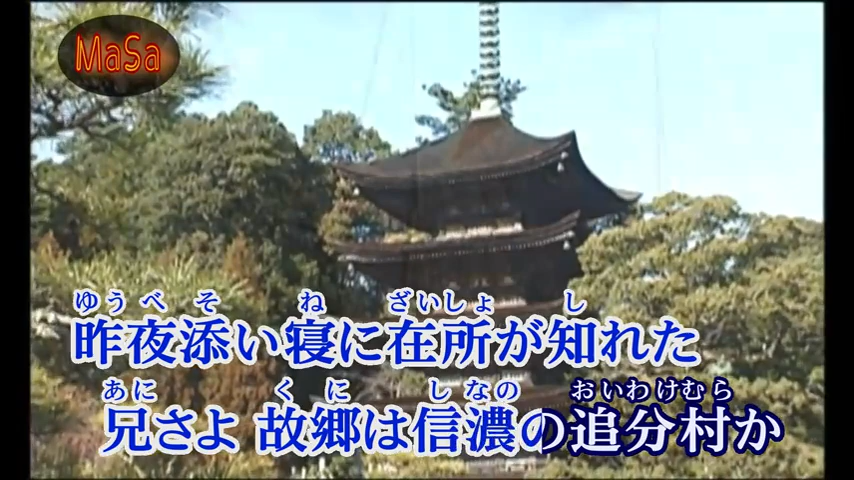 MaSa
ゆうべ そ ね ざいしょ し
昨夜添い寝に在所が知れた
あに くに しなの おいわけむら
兄さよ 故郷は信濃の追分村か